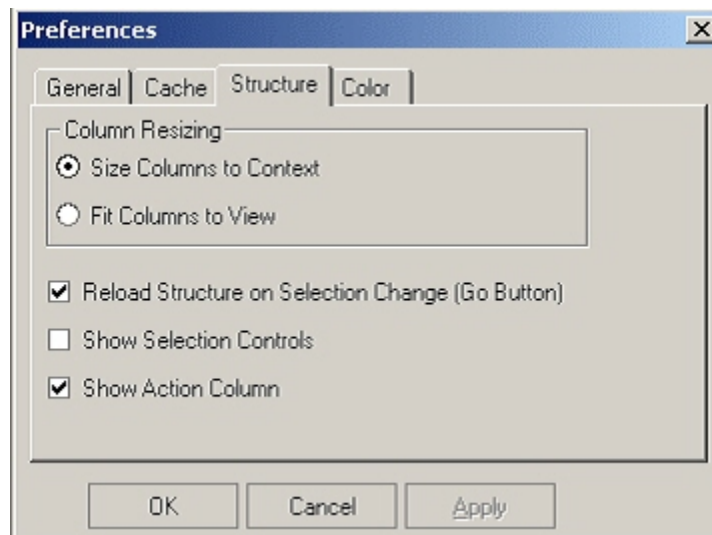 Preferences
General Cache Structure Color
Column Resizing
Size Columns to Context
Fit Columns to View
Reload Structure on Selection Change (Go Button)
Show Selection Controls
Show Action Column
OK Cancel Apply